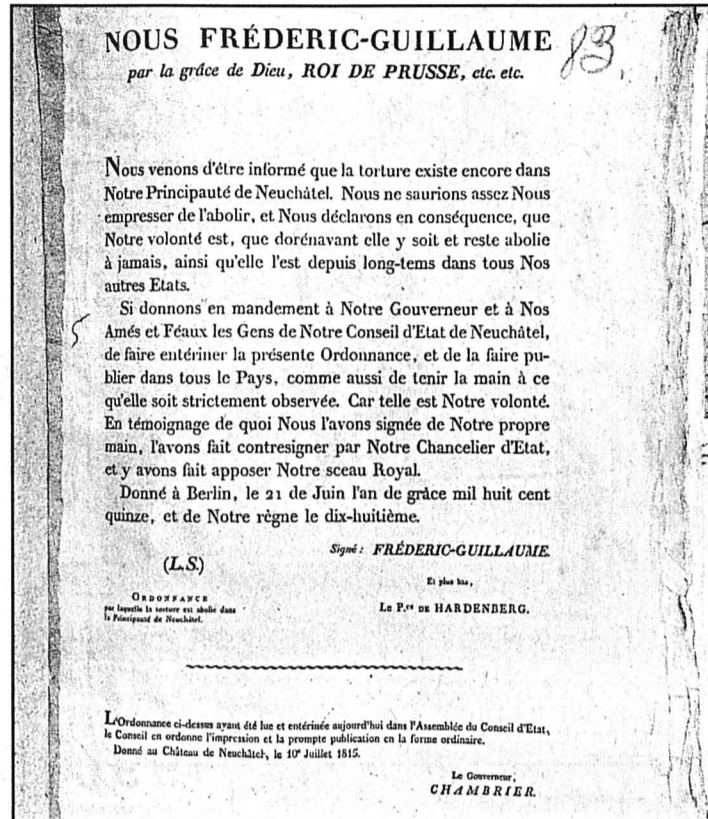 NOUS FRÉDERIC-GUILLAUME
par la grâce de Dieu, ROI DE PRUSSE, etc. etc.
83
Nous venons d'être informé que la torture existe encore dans
Notre Principauté de Neuchâtel. Nous ne saurions assez Nous
empresser de l'abolir, et Nous déclarons en conséquence, que
Notre volonté est, que dorénavant elle y soit et reste abolie
à jamais, ainsi qu'elle l'est depuis long-tems dans tous Nos
autres Etats.
Si donnons en mandement à Notre Gouverneur et à Nos
Amés et Féaux les Gens de Notre Conseil d'Etat de Neuchâtel,
de faire entériner la présente Ordonnance, et de la faire pu-
blier dans tous le Pays, comme aussi de tenir la main à ce
qu'elle soit strictement observée. Car telle est Notre volonté.
En témoignage de quoi Nous l'avons signée de Notre propre
main, l'avons fait contresigner par Notre Chancelier d'Etat,
et y avons fait apposer Notre sceau Royal.
Donné à Berlin, le 21 de Juin l'an de grâce mil huit cent
quinze, et de Notre règne le dix-huitième.
Signé: FRÉDERIC-GUILLAUME.
(L.S.)
Et plus bas,
Le P.ce DE HARDENBERG.
ORDONNANCE
par laquelle la torture est abolie dans
la Principauté de Neuchâtel.
L'Ordonnance ci-dessus ayant été lue et entérinée aujourd'hui dans l'Assemblée du Conseil d'Etat,
le Conseil en ordonne l'impression et la prompte publication en la forme ordinaire.
Donné au Château de Neuchâtel, le 10e Juillet 1815.
Le Gouverneur,
CHAMBRIER.